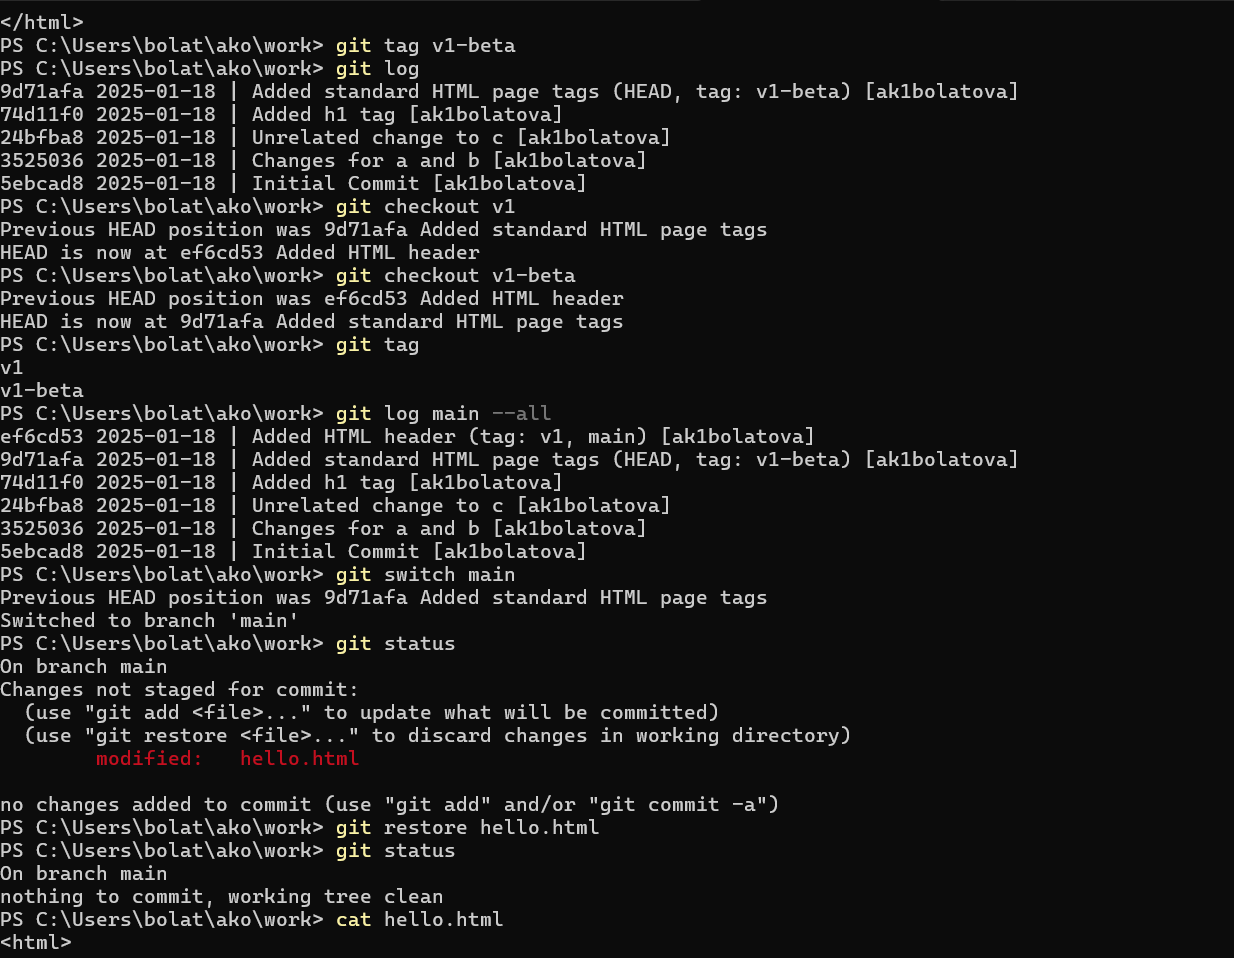 </html>
PS C:\Users\bolat\ako\work> git tag v1-beta
PS C:\Users\bolat\ako\work> git log
9d71afa 2025-01-18 | Added standard HTML page tags (HEAD, tag: v1-beta) [ak1bolatova]
74d11f0 2025-01-18 | Added h1 tag [ak1bolatova]
24bfba8 2025-01-18 | Unrelated change to c [ak1bolatova]
3525036 2025-01-18 | Changes for a and b [ak1bolatova]
5ebcad8 2025-01-18 | Initial Commit [ak1bolatova]
PS C:\Users\bolat\ako\work> git checkout v1
Previous HEAD position was 9d71afa Added standard HTML page tags
HEAD is now at ef6cd53 Added HTML header
PS C:\Users\bolat\ako\work> git checkout v1-beta
Previous HEAD position was ef6cd53 Added HTML header
HEAD is now at 9d71afa Added standard HTML page tags
PS C:\Users\bolat\ako\work> git tag
v1
v1-beta
PS C:\Users\bolat\ako\work> git log main --all
ef6cd53 2025-01-18 | Added HTML header (tag: v1, main) [ak1bolatova]
9d71afa 2025-01-18 | Added standard HTML page tags (HEAD, tag: v1-beta) [ak1bolatova]
74d11f0 2025-01-18 | Added h1 tag [ak1bolatova]
24bfba8 2025-01-18 | Unrelated change to c [ak1bolatova]
3525036 2025-01-18 | Changes for a and b [ak1bolatova]
5ebcad8 2025-01-18 | Initial Commit [ak1bolatova]
PS C:\Users\bolat\ako\work> git switch main
Previous HEAD position was 9d71afa Added standard HTML page tags
Switched to branch 'main'
PS C:\Users\bolat\ako\work> git status
On branch main
Changes not staged for commit:
  (use "git add <file>..." to update what will be committed)
  (use "git restore <file>..." to discard changes in working directory)
        modified:   hello.html

no changes added to commit (use "git add" and/or "git commit -a")
PS C:\Users\bolat\ako\work> git restore hello.html
PS C:\Users\bolat\ako\work> git status
On branch main
nothing to commit, working tree clean
PS C:\Users\bolat\ako\work> cat hello.html
<html>